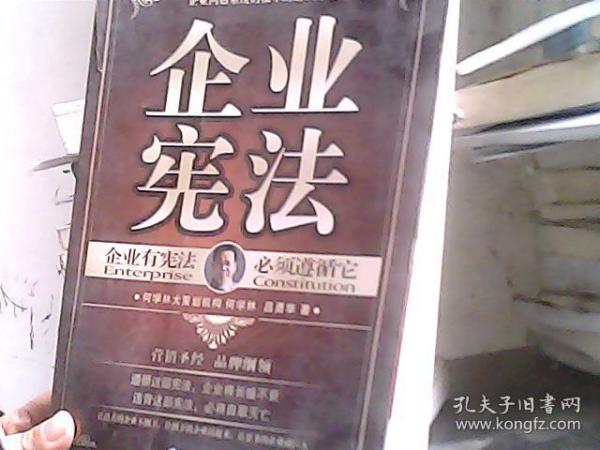 企业
宪法
企业有宪法 必须遵循它
Enterprise Constitution
•何学林大策划机构 何学林 吕勇华 著•
营销圣经 品牌纲领
遵循这部宪法，企业将长盛不衰
违背这部宪法，必将自取灭亡
孔夫子旧书网
www.kongfz.com